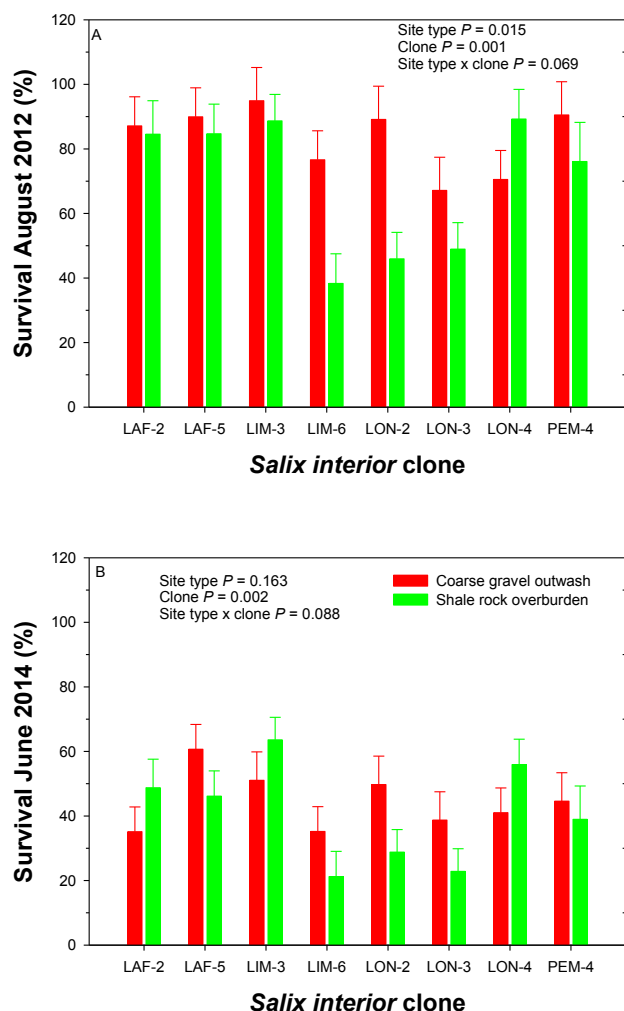 A
Site type P = 0.015
Clone P = 0.001
Site type x clone P = 0.069
Survival August 2012 (%)
120
100
80
60
40
20
0
LAF-2 LAF-5 LIM-3 LIM-6 LON-2 LON-3 LON-4 PEM-4
Salix interior clone
B
Site type P = 0.163
Clone P = 0.002
Site type x clone P = 0.088
Coarse gravel outwash
Shale rock overburden
Survival June 2014 (%)
120
100
80
60
40
20
0
LAF-2 LAF-5 LIM-3 LIM-6 LON-2 LON-3 LON-4 PEM-4
Salix interior clone